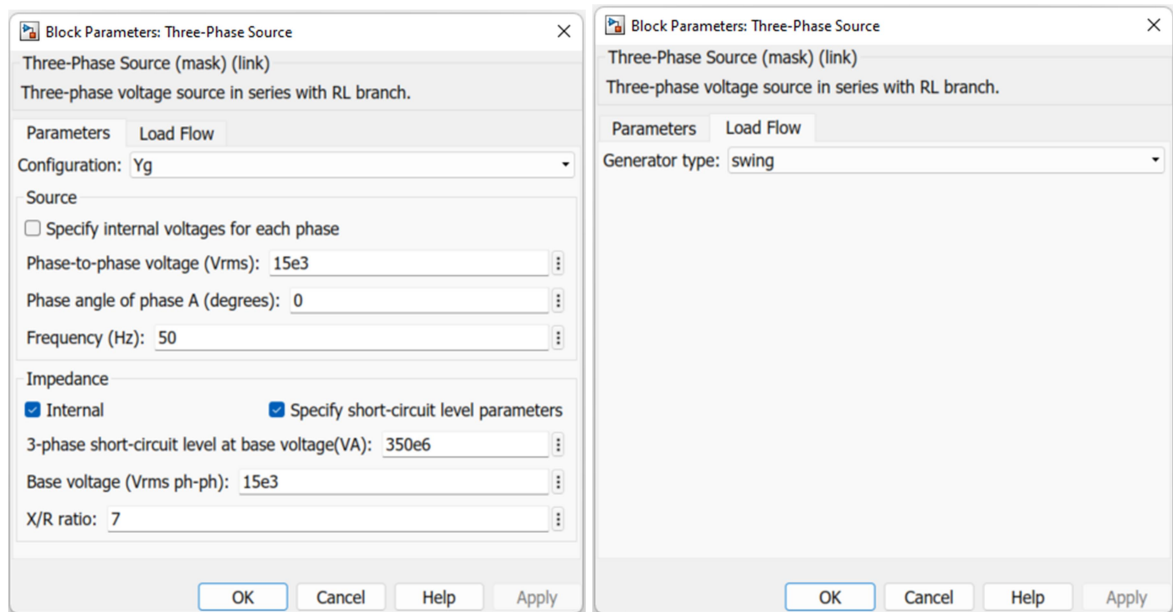 Block Parameters: Three-Phase Source
Three-Phase Source (mask) (link)
Three-phase voltage source in series with RL branch.
Parameters Load Flow
Configuration: Yg
Source
Specify internal voltages for each phase
Phase-to-phase voltage (Vrms): 15e3
Phase angle of phase A (degrees): 0
Frequency (Hz): 50
Impedance
Internal Specify short-circuit level parameters
3-phase short-circuit level at base voltage(VA): 350e6
Base voltage (Vrms ph-ph): 15e3
X/R ratio: 7
OK Cancel Help Apply
Block Parameters: Three-Phase Source
Three-Phase Source (mask) (link)
Three-phase voltage source in series with RL branch.
Parameters Load Flow
Generator type: swing
OK Cancel Help Apply